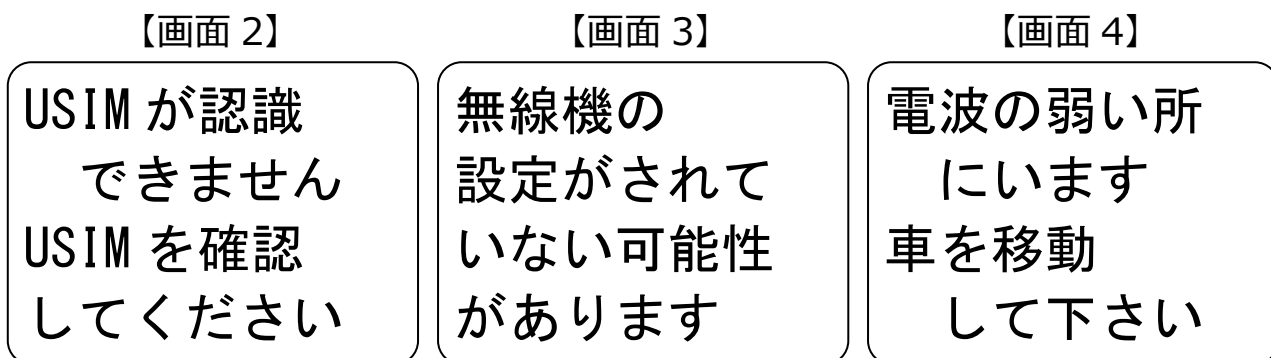 【画面 2】
USIM が認識
できません
USIM を確認
してください
【画面 3】
無線機の
設定がされて
いない可能性
があります
【画面 4】
電波の弱い所
にいます
車を移動
して下さい